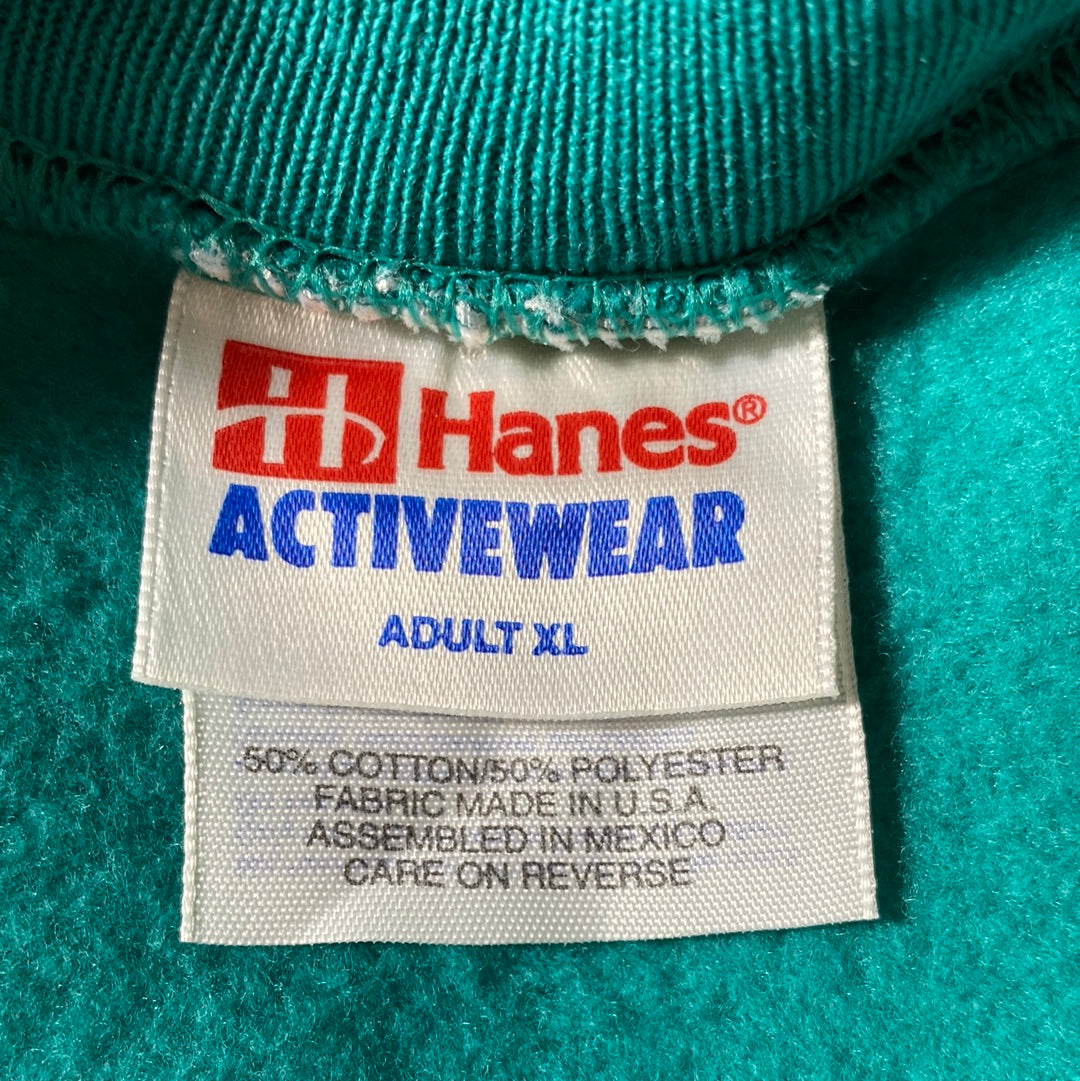 H Hanes®
ACTIVEWEAR
ADULT XL
50% COTTON/50% POLYESTER
FABRIC MADE IN U.S.A.
ASSEMBLED IN MEXICO
CARE ON REVERSE